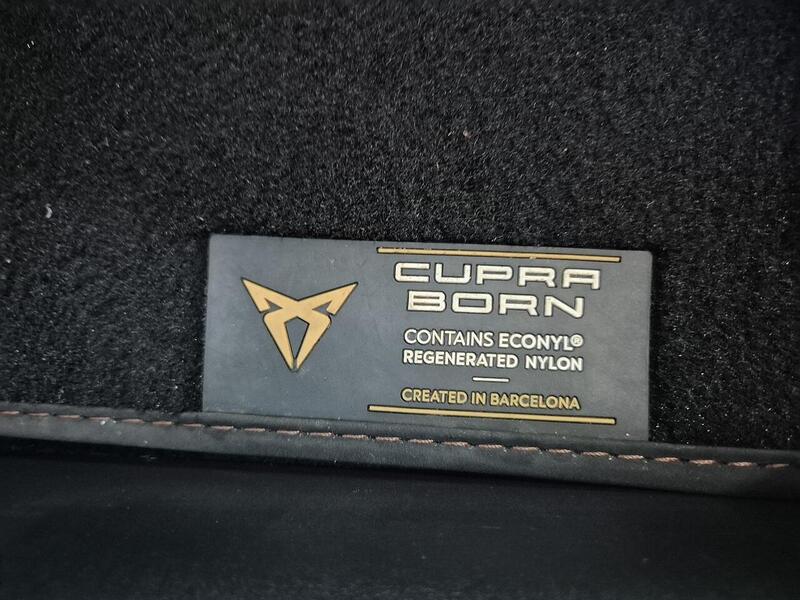 CUPRA
BORN
CONTAINS ECONYL®
REGENERATED NYLON
CREATED IN BARCELONA